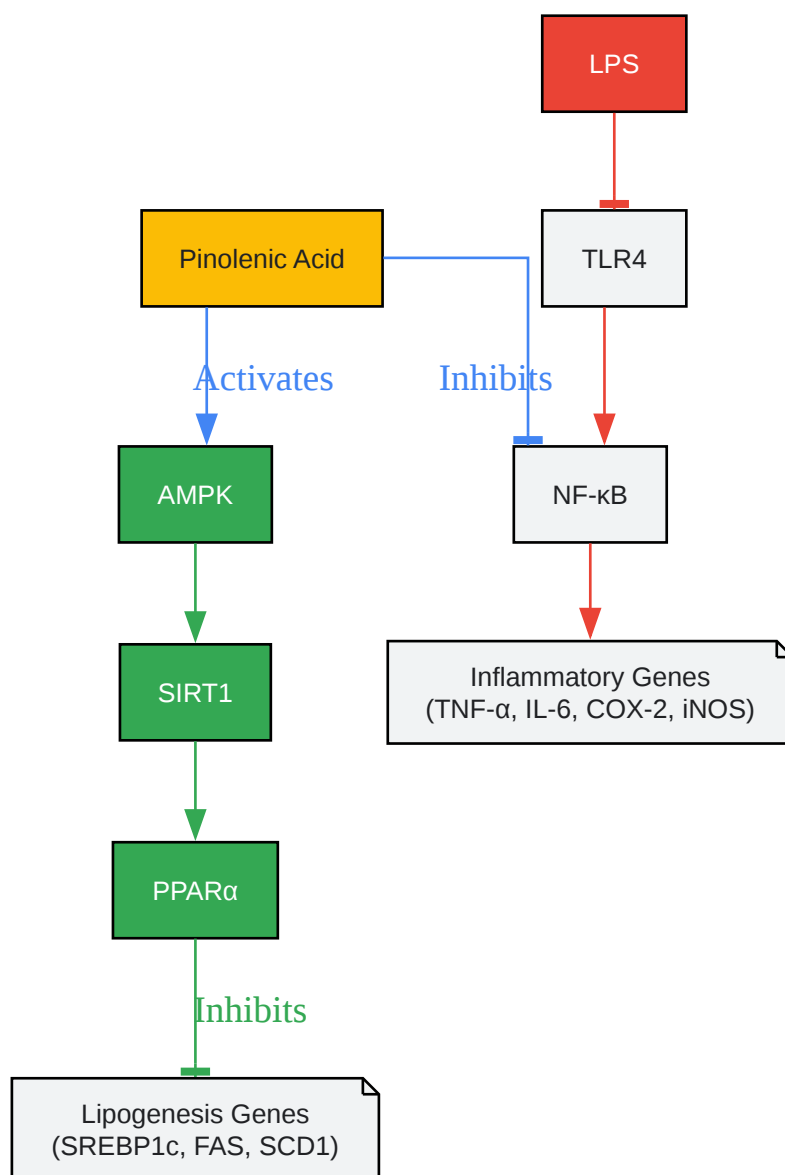 LPS
Pinolenic Acid
TLR4
Activates
Inhibits
AMPK
NF-κB
SIRT1
Inflammatory Genes
(TNF-α, IL-6, COX-2, iNOS)
PPARα
Inhibits
Lipogenesis Genes
(SREBP1c, FAS, SCD1)